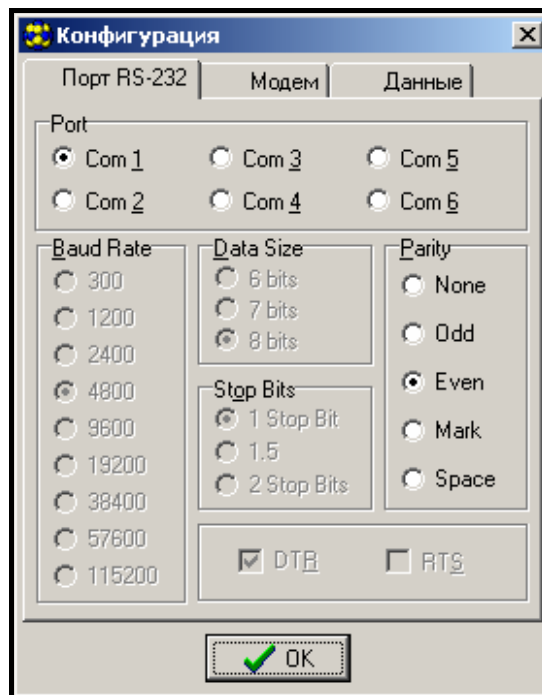 Конфигурация
Порт RS-232 Модем Данные
Port
Com 1 Com 3 Com 5
Com 2 Com 4 Com 6
Baud Rate
300
1200
2400
4800
9600
19200
38400
57600
115200
Data Size
6 bits
7 bits
8 bits
Stop Bits
1 Stop Bit
1.5
2 Stop Bits
Parity
None
Odd
Even
Mark
Space
DTR RTS
OK